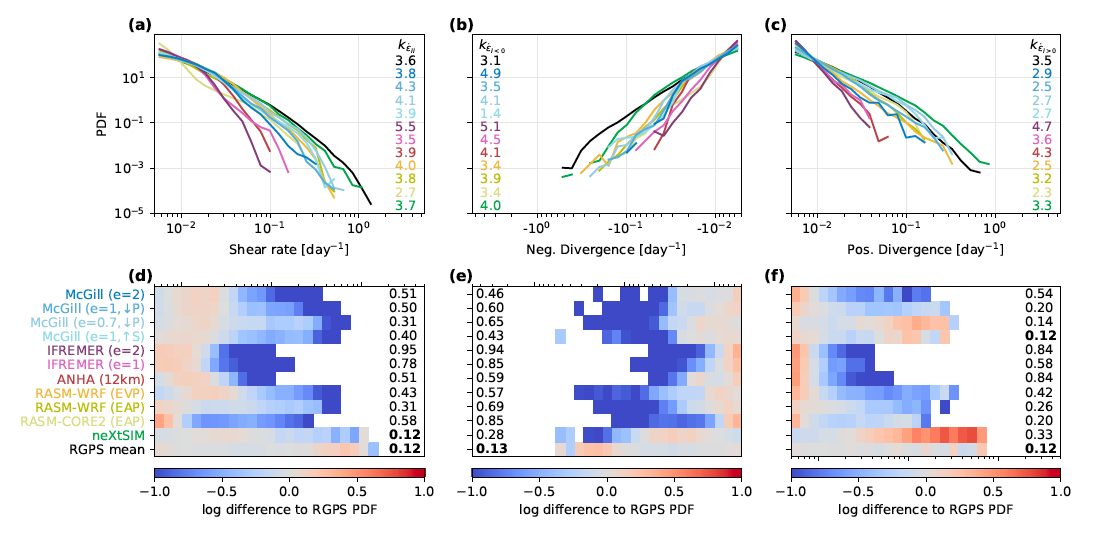 (a)
(b)
(c)
PDF
10^1
10^−1
10^−3
10^−5
k_ε̇II
3.6
3.8
4.3
4.1
3.9
5.5
3.5
3.9
4.0
3.8
2.7
3.7
10^−2
10^−1
10^0
Shear rate [day^−1]
k_ε̇I<0
3.1
4.9
3.5
4.1
1.4
5.1
4.5
4.1
3.4
3.9
3.4
4.0
-10^0
-10^−1
-10^−2
Neg. Divergence [day^−1]
k_ε̇I>0
3.5
2.9
2.5
2.7
2.7
4.7
3.6
4.3
2.5
3.2
2.3
3.3
10^−2
10^−1
10^0
Pos. Divergence [day^−1]
(d)
(e)
(f)
McGill (e=2)
McGill (e=1,↓P)
McGill (e=0.7,↓P)
McGill (e=1,↑S)
IFREMER (e=2)
IFREMER (e=1)
ANHA (12km)
RASM-WRF (EVP)
RASM-WRF (EAP)
RASM-CORE2 (EAP)
neXtSIM
RGPS mean
0.51
0.50
0.31
0.40
0.95
0.78
0.51
0.43
0.31
0.58
0.12
0.12
0.46
0.60
0.65
0.43
0.94
0.85
0.59
0.57
0.69
0.85
0.28
0.13
0.54
0.20
0.14
0.12
0.84
0.58
0.84
0.42
0.26
0.20
0.33
0.12
−1.0 −0.5 0.0 0.5 1.0
log difference to RGPS PDF
−1.0 −0.5 0.0 0.5 1.0
log difference to RGPS PDF
−1.0 −0.5 0.0 0.5 1.0
log difference to RGPS PDF